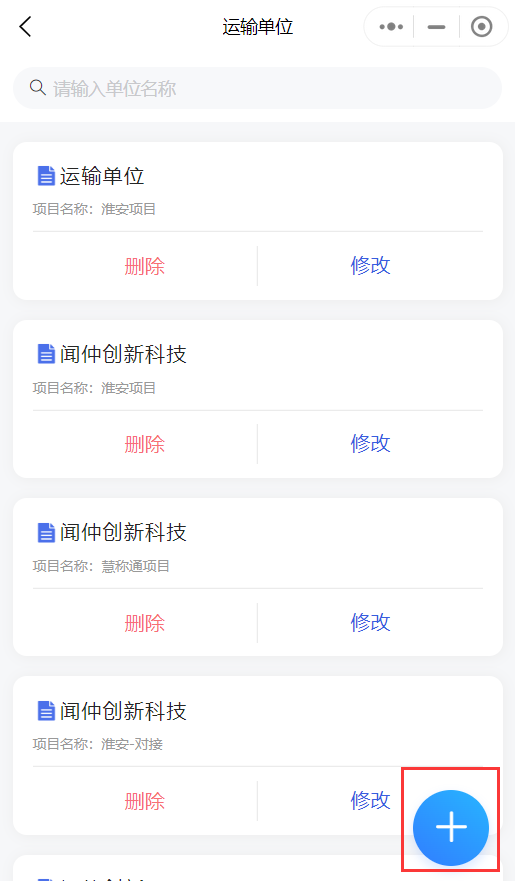 运输单位
请输入单位名称
运输单位
项目名称：淮安项目
删除 修改
闻仲创新科技
项目名称：淮安项目
删除 修改
闻仲创新科技
项目名称：慧称通项目
删除 修改
闻仲创新科技
项目名称：淮安-对接
删除 修改